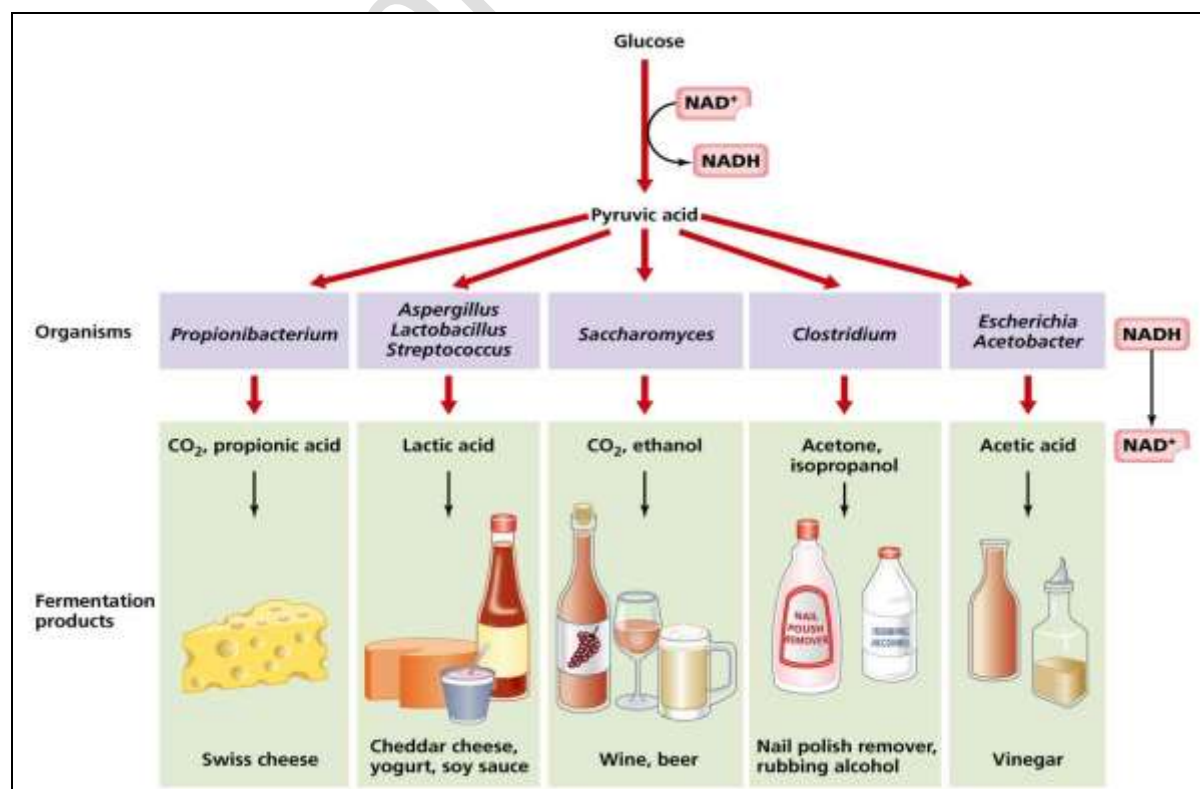 Glucose
NAD⁺
NADH
Pyruvic acid
Organisms
Propionibacterium
Aspergillus
Lactobacillus
Streptococcus
Saccharomyces
Clostridium
Escherichia
Acetobacter
NADH
CO₂, propionic acid
Lactic acid
CO₂, ethanol
Acetone,
isopropanol
Acetic acid
NAD⁺
Fermentation
products
NAIL
POLISH
REMOVER
Swiss cheese
Cheddar cheese,
yogurt, soy sauce
Wine, beer
Nail polish remover,
rubbing alcohol
Vinegar